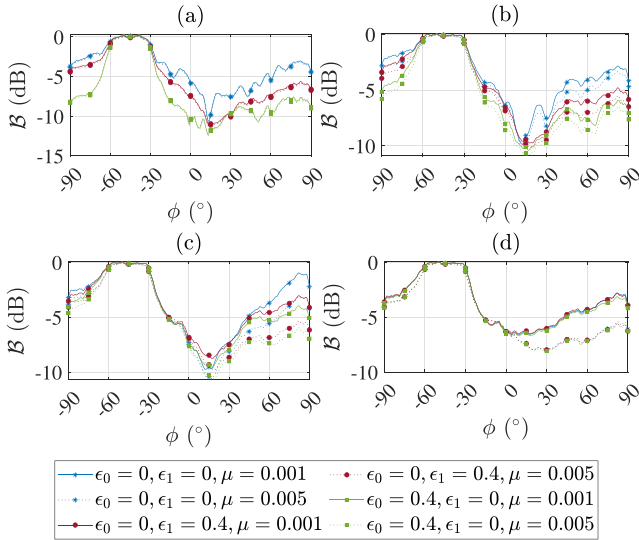 (a)
0
-5
-10
-15
ℬ (dB)
-90
-60
-30
0
30
60
90
ϕ (°)
(b)
0
-5
-10
ℬ (dB)
-90
-60
-30
0
30
60
90
ϕ (°)
(c)
0
-5
-10
ℬ (dB)
-90
-60
-30
0
30
60
90
ϕ (°)
(d)
0
-5
-10
ℬ (dB)
-90
-60
-30
0
30
60
90
ϕ (°)
ϵ₀ = 0, ϵ₁ = 0, μ = 0.001
ϵ₀ = 0, ϵ₁ = 0, μ = 0.005
ϵ₀ = 0, ϵ₁ = 0.4, μ = 0.001
ϵ₀ = 0, ϵ₁ = 0.4, μ = 0.005
ϵ₀ = 0.4, ϵ₁ = 0, μ = 0.001
ϵ₀ = 0.4, ϵ₁ = 0, μ = 0.005